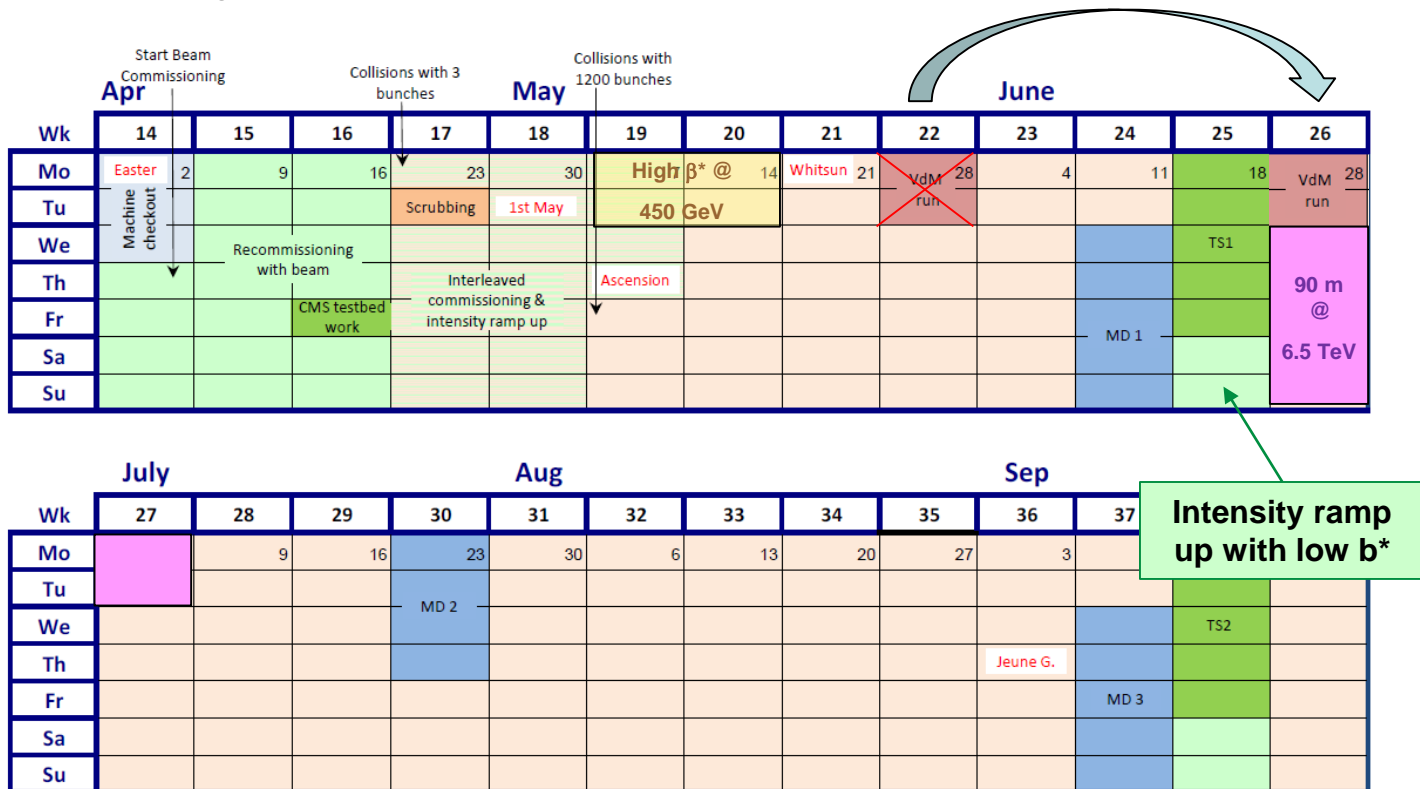 Start Beam
Commissioning
Collisions with 3
bunches
Collisions with
1200 bunches
Apr May June
Wk 14 15 16 17 18 19 20 21 22 23 24 25 26
Mo Easter 2 9 16 23 30 High β* @ 14 Whitsun 21 VdM 28 4 11 18 VdM 28
Tu Scrubbing 1st May 450 GeV run run
Machine
checkout
We TS1
Recommissioning
with beam
Th Ascension
Interleaved
commissioning &
intensity ramp up
Fr
CMS testbed
work
MD 1
90 m
@
6.5 TeV
Sa
Su
July Aug Sep
Wk 27 28 29 30 31 32 33 34 35 36 37
Intensity ramp
up with low b*
Mo 9 16 23 30 6 13 20 27 3
Tu
MD 2
We TS2
Th Jeune G.
Fr MD 3
Sa
Su